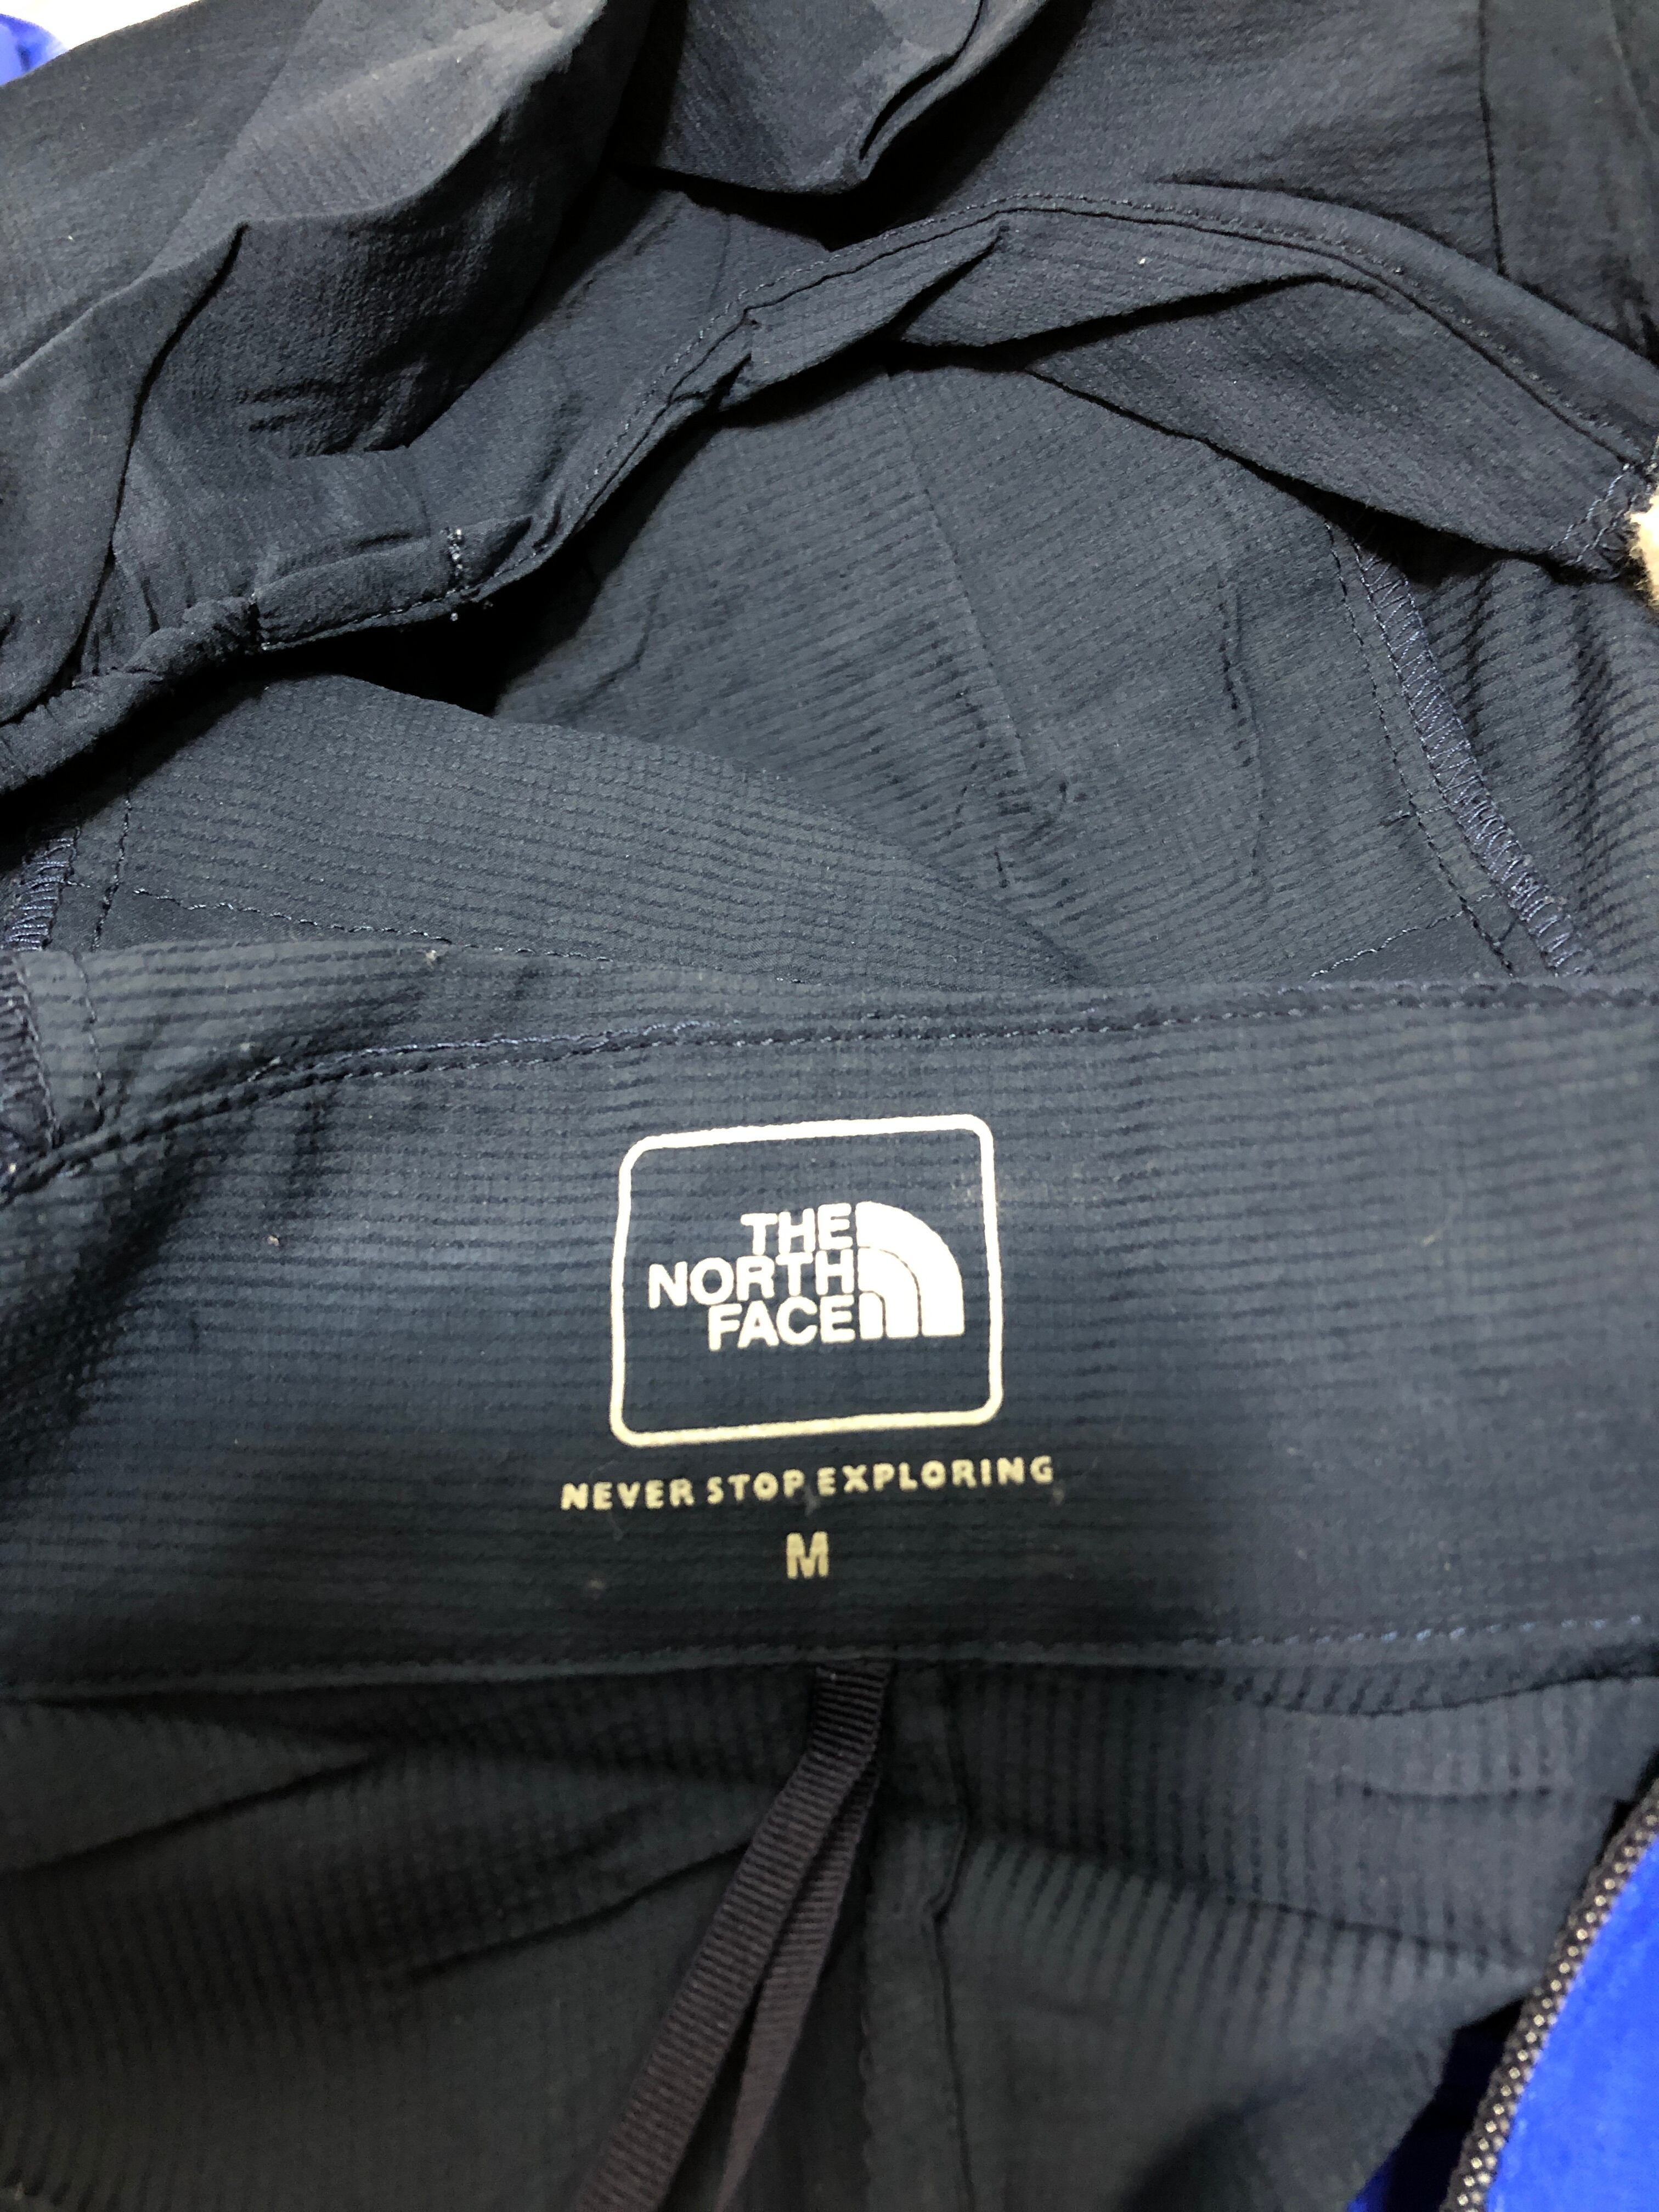 THE
NORTH
FACE
NEVER STOP EXPLORING
M